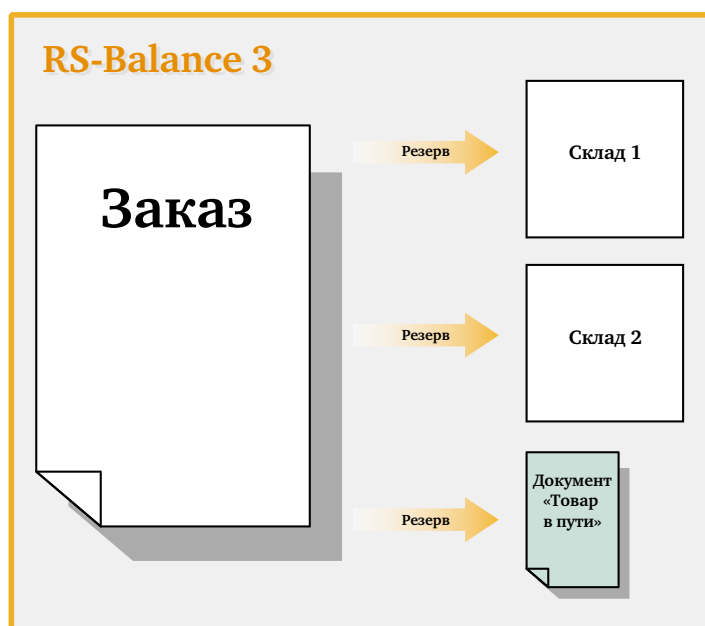 RS-Balance 3
Заказ
Резерв
Склад 1
Резерв
Склад 2
Резерв
Документ
«Товар
в пути»